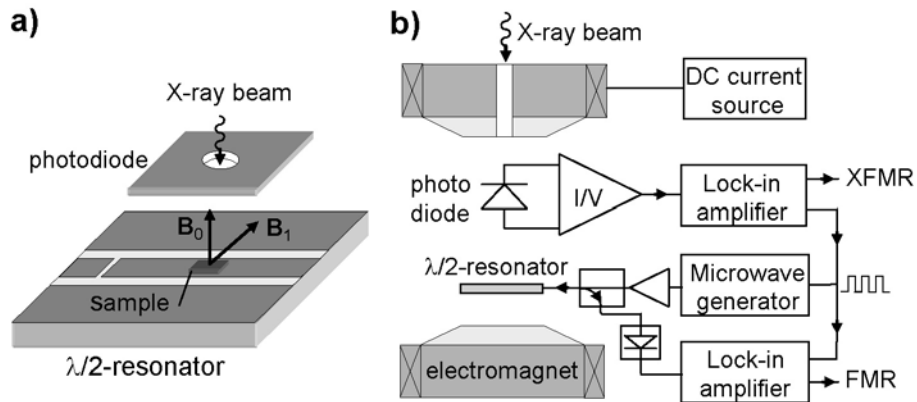 a)
X-ray beam
photodiode
B0
B1
Sample
λ/2-resonator
b)
X-ray beam
DC current
source
photo
diode
I/V
Lock-in
amplifier
XFMR
λ/2-resonator
Microwave
generator
electromagnet
Lock-in
amplifier
FMR